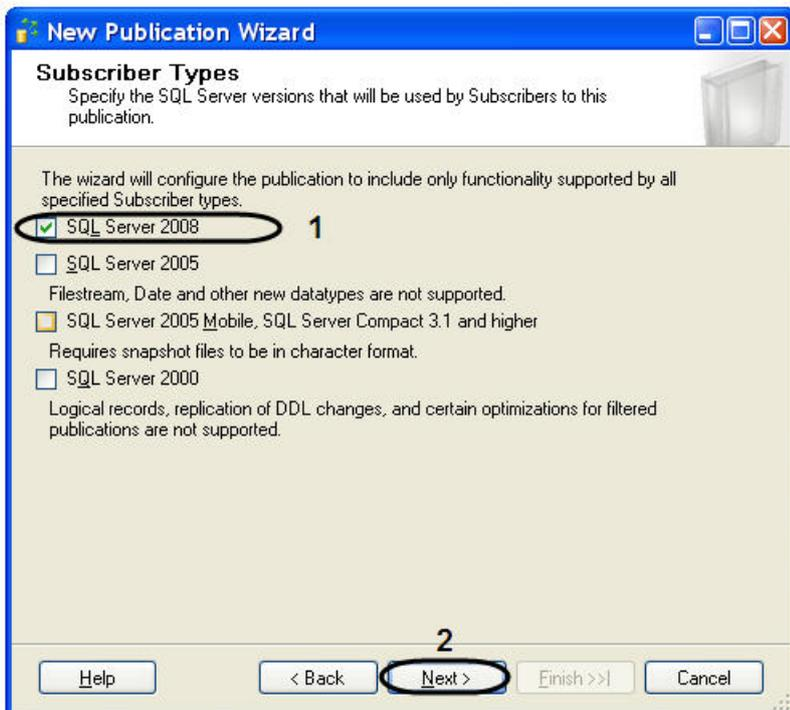 New Publication Wizard
Subscriber Types
Specify the SQL Server versions that will be used by Subscribers to this
publication.
The wizard will configure the publication to include only functionality supported by all
specified Subscriber types.
SQL Server 2008 1
SQL Server 2005
Filestream, Date and other new datatypes are not supported.
SQL Server 2005 Mobile, SQL Server Compact 3.1 and higher
Requires snapshot files to be in character format.
SQL Server 2000
Logical records, replication of DDL changes, and certain optimizations for filtered
publications are not supported.
2
Help < Back Next > Finish >>| Cancel